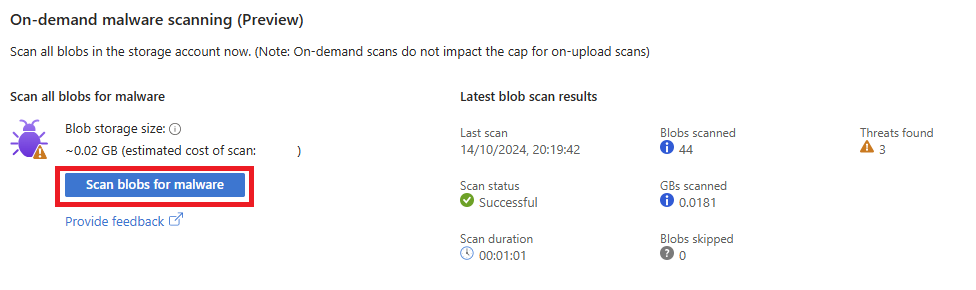 On-demand malware scanning (Preview)
Scan all blobs in the storage account now. (Note: On-demand scans do not impact the cap for on-upload scans)
Scan all blobs for malware
Blob storage size:
~0.02 GB (estimated cost of scan: )
Scan blobs for malware
Provide feedback
Latest blob scan results
Last scan
14/10/2024, 20:19:42
Blobs scanned
44
Threats found
3
Scan status
Successful
GBs scanned
0.0181
Scan duration
00:01:01
Blobs skipped
0